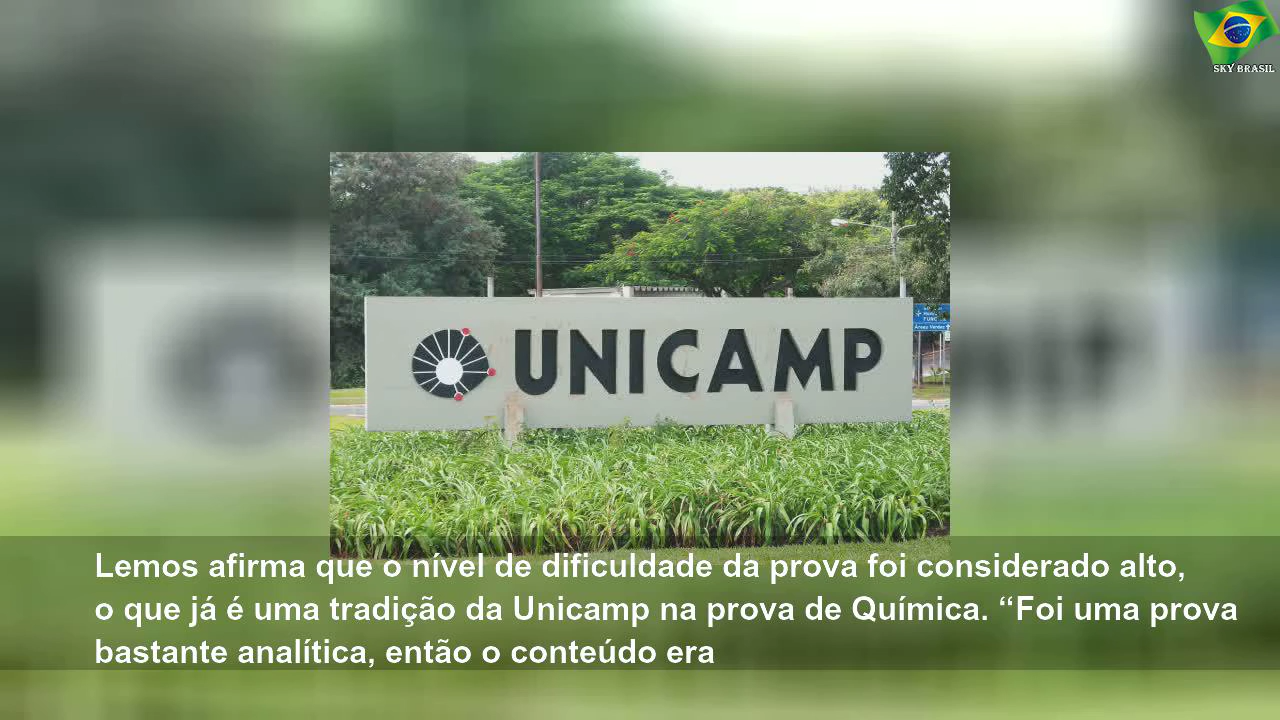 SKY BRASIL
UNICAMP
Lemos afirma que o nível de dificuldade da prova foi considerado alto,
o que já é uma tradição da Unicamp na prova de Química. “Foi uma prova
bastante analítica, então o conteúdo era